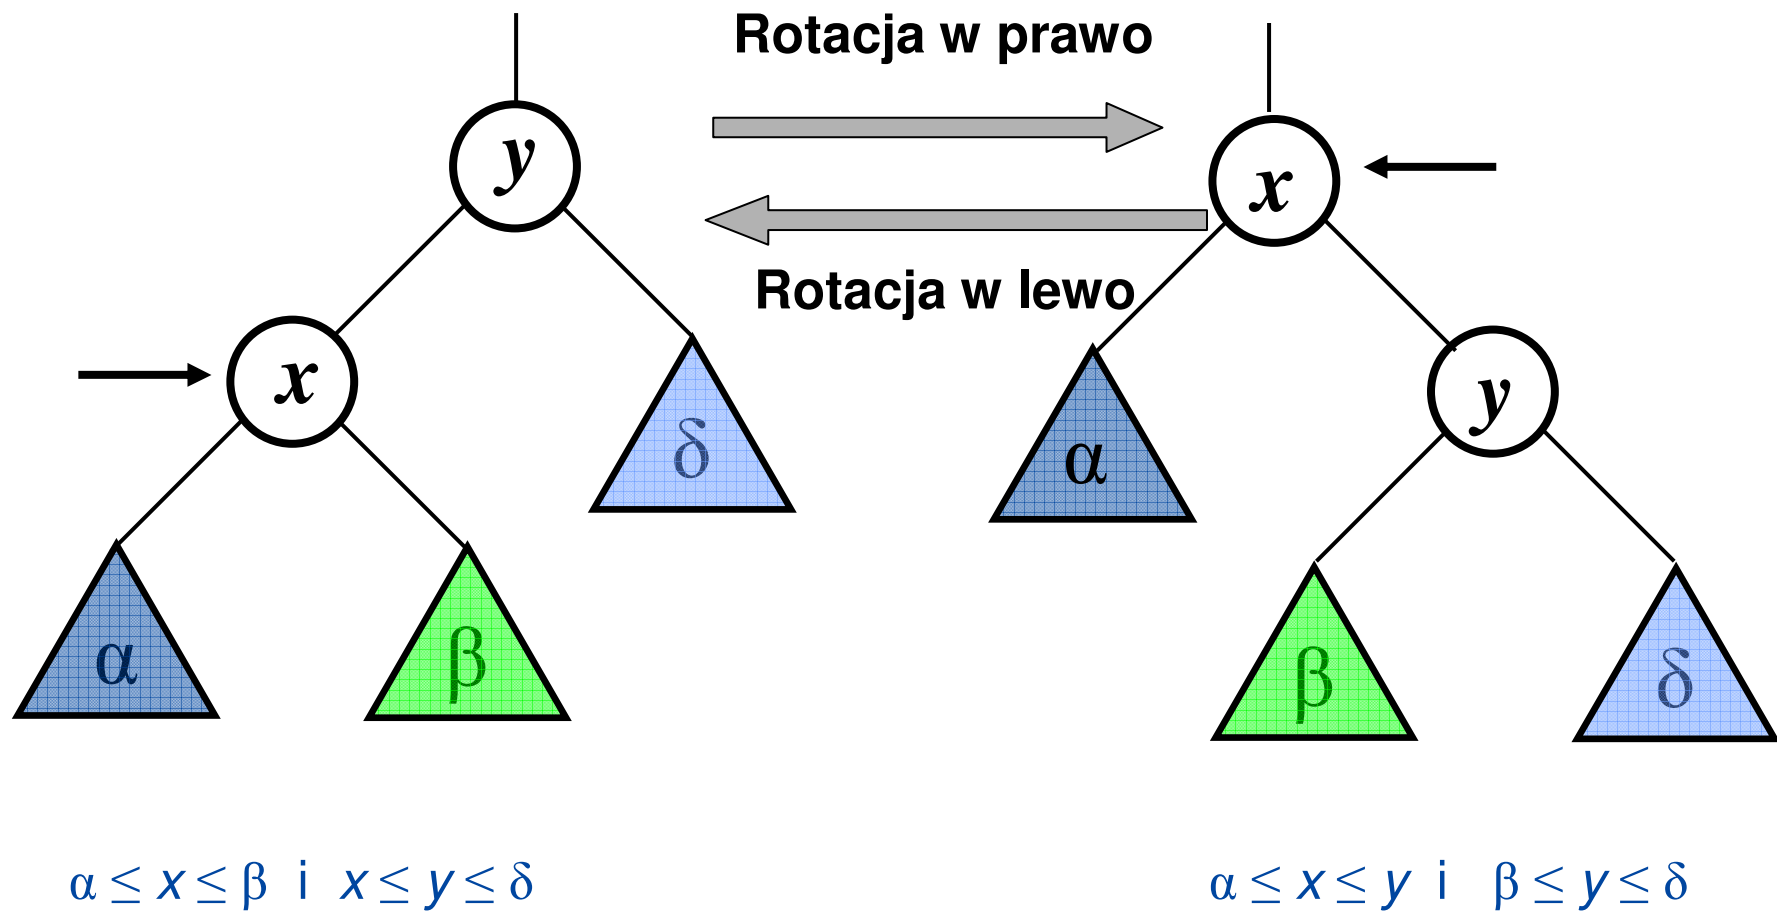 Rotacja w prawo
y
x
Rotacja w lewo
x
y
δ
α
α
β
β
δ
α ≤ x ≤ β i x ≤ y ≤ δ
α ≤ x ≤ y i β ≤ y ≤ δ